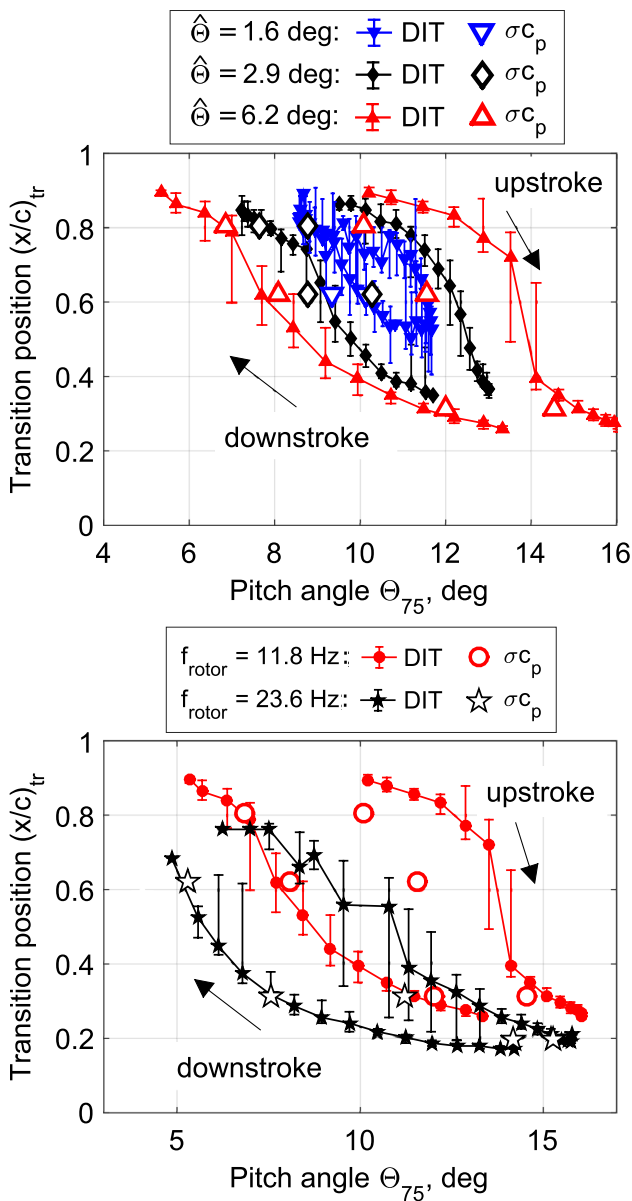 Θ̂ = 1.6 deg: DIT σc_p
Θ̂ = 2.9 deg: DIT σc_p
Θ̂ = 6.2 deg: DIT σc_p
1
0.8
0.6
0.4
0.2
0
upstroke
downstroke
Transition position (x/c)_tr
4 6 8 10 12 14 16
Pitch angle Θ_75, deg
f_rotor = 11.8 Hz: DIT σc_p
f_rotor = 23.6 Hz: DIT σc_p
1
0.8
0.6
0.4
0.2
0
upstroke
downstroke
Transition position (x/c)_tr
5 10 15
Pitch angle Θ_75, deg